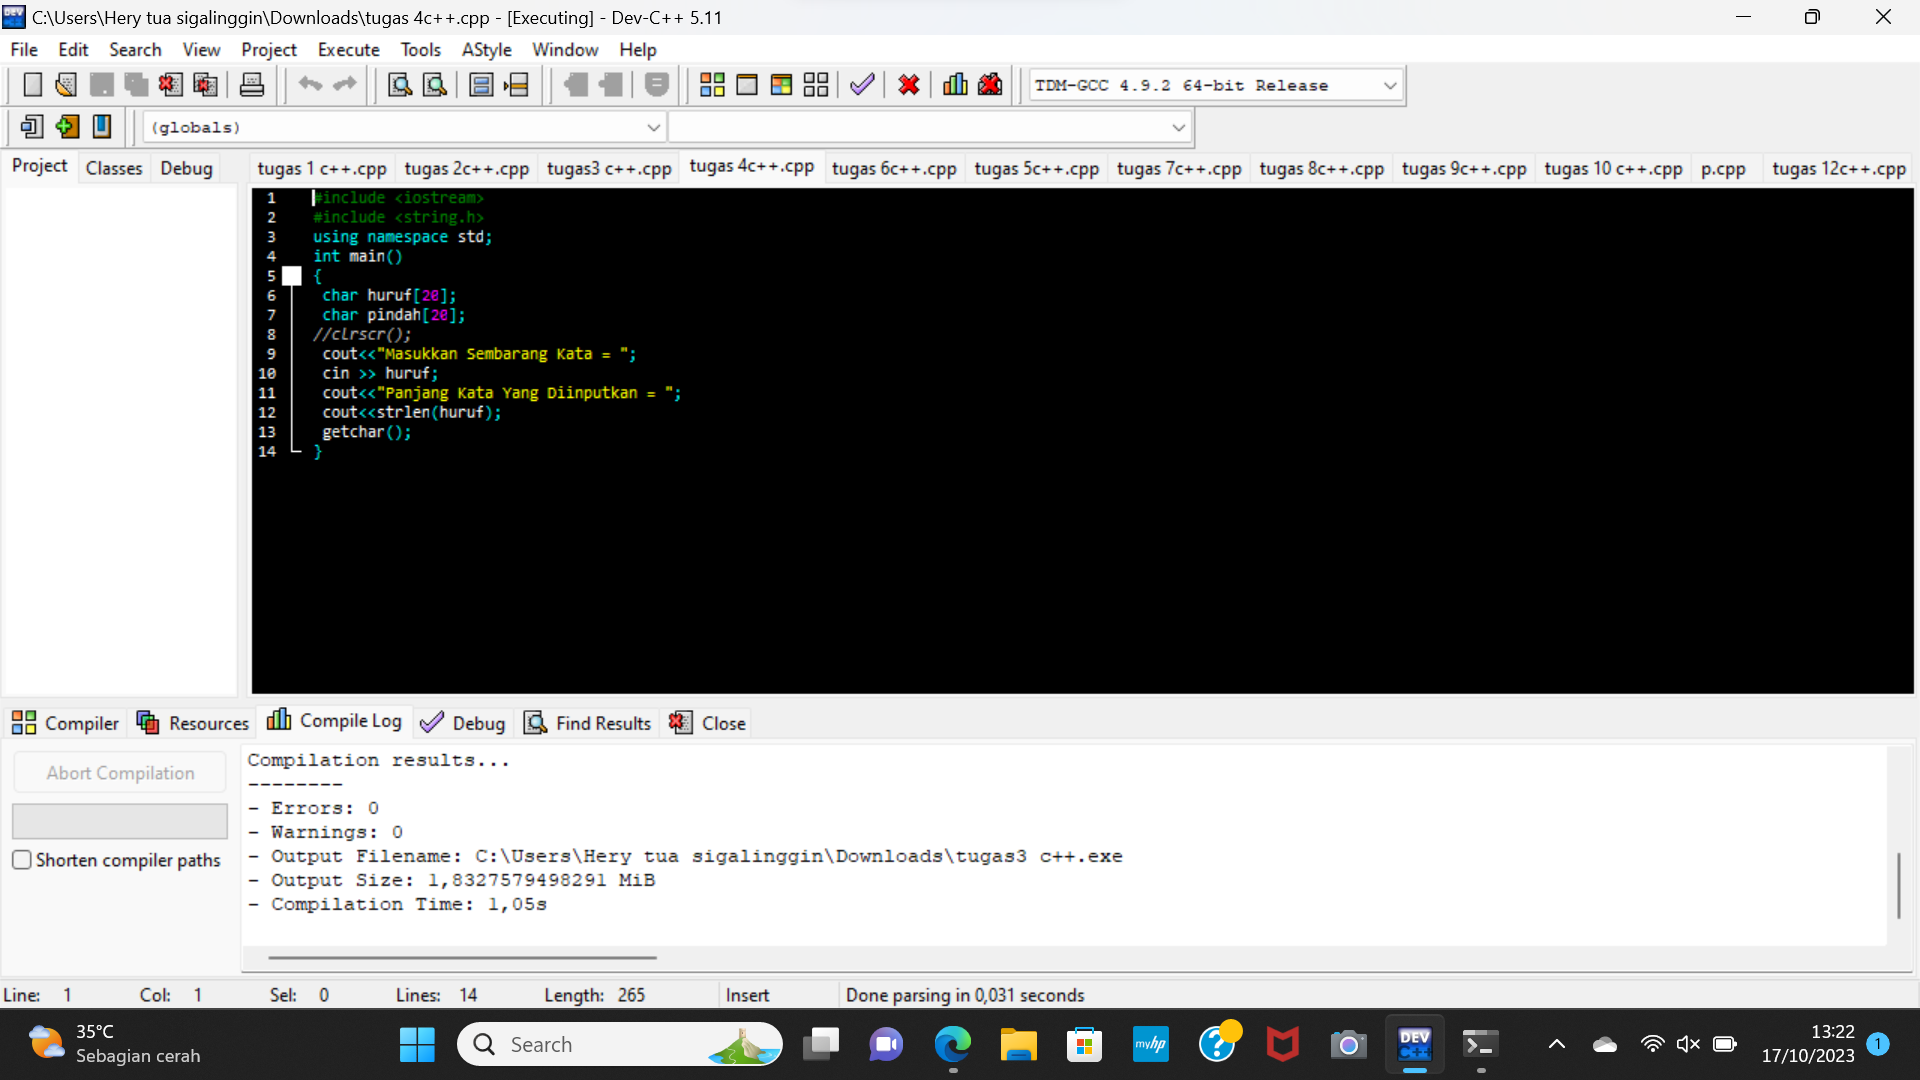 C:\Users\Hery tua sigalinggin\Downloads\tugas 4c++.cpp - [Executing] - Dev-C++ 5.11
File Edit Search View Project Execute Tools AStyle Window Help
TDM-GCC 4.9.2 64-bit Release
(globals)
Project Classes Debug
tugas 1 c++.cpp tugas 2c++.cpp tugas3 c++.cpp tugas 4c++.cpp tugas 6c++.cpp tugas 5c++.cpp tugas 7c++.cpp tugas 8c++.cpp tugas 9c++.cpp tugas 10 c++.cpp p.cpp tugas 12c++.cpp
1 #include <iostream>
2 #include <string.h>
3 using namespace std;
4 int main()
5 {
6 char huruf[20];
7 char pindah[20];
8 //clrscr();
9 cout<<"Masukkan Sembarang Kata = ";
10 cin >> huruf;
11 cout<<"Panjang Kata Yang Diinputkan = ";
12 cout<<strlen(huruf);
13 getchar();
14 }
Compiler Resources Compile Log Debug Find Results Close
Abort Compilation
Shorten compiler paths
Compilation results...
--------
- Errors: 0
- Warnings: 0
- Output Filename: C:\Users\Hery tua sigalinggin\Downloads\tugas3 c++.exe
- Output Size: 1,8327579498291 MiB
- Compilation Time: 1,05s
Line: 1 Col: 1 Sel: 0 Lines: 14 Length: 265 Insert Done parsing in 0,031 seconds
35°C
Sebagian cerah
Search
myhp
DEV
C++
13:22
17/10/2023
1